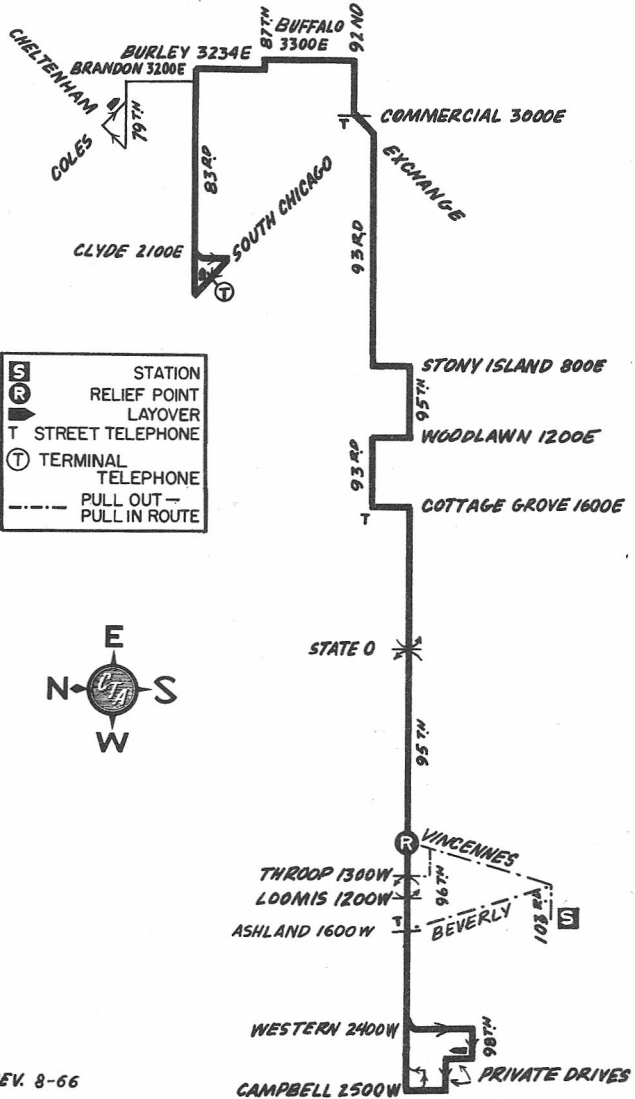 CHELTENHAM
COLES
79TH
BRANDON 3200E
BURLEY 3234E
87TH
BUFFALO
3300E
92ND
T
COMMERCIAL 3000E
EXCHANGE
83RD
SOUTH CHICAGO
CLYDE 2100E
T
93RD
STONY ISLAND 800E
95TH
WOODLAWN 1200E
93RD
COTTAGE GROVE 1600E
T
S STATION
R RELIEF POINT
LAYOVER
T STREET TELEPHONE
T TERMINAL
TELEPHONE
PULL OUT -
PULL IN ROUTE
E
N CTA S
W
STATE 0
95TH
R
VINCENNES
THROOP 1300W
96TH
LOOMIS 1200W
T
ASHLAND 1600W
BEVERLY
103RD
S
WESTERN 2400W
98TH
PRIVATE DRIVES
CAMPBELL 2500W
EV. 8-66